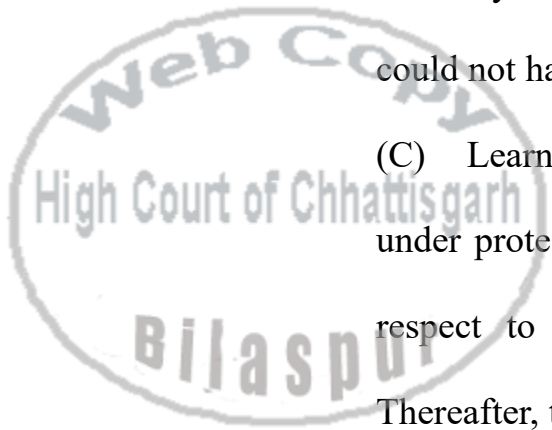 Web Copy
could not ha
(C) Learn
High Court of Chhattisgarh
under prote
respect to
Bilaspur
Thereafter, t